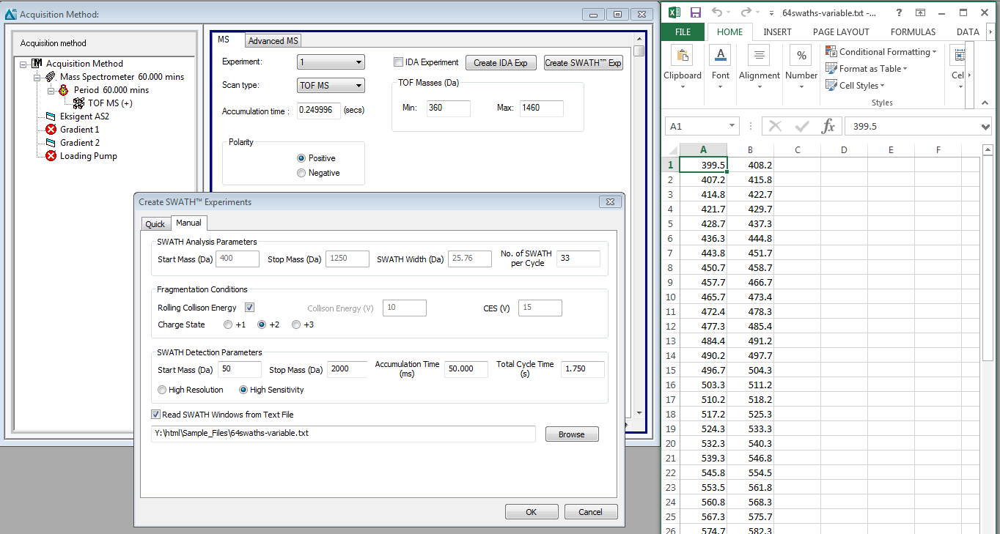 Acquisition Method:
Acquisition method
Acquisition Method
Mass Spectrometer 60.000 mins
Period 60.000 mins
TOF MS (+)
Eksigent AS2
Gradient 1
Gradient 2
Loading Pump
MS
Advanced MS
Experiment: 1
IDA Experiment Create IDA Exp Create SWATH™ Exp
Scan type: TOF MS
TOF Masses (Da)
Accumulation time : 0.249996 (secs)
Min: 360 Max: 1460
Polarity
Positive
Negative
Create SWATH™ Experiments
Quick Manual
SWATH Analysis Parameters
Start Mass (Da) 400 Stop Mass (Da) 1250 SWATH Width (Da) 25.76 No. of SWATH
per Cycle 33
Fragmentation Conditions
Rolling Collison Energy Collison Energy (V) 10 CES (V) 15
Charge State +1 +2 +3
SWATH Detection Parameters
Start Mass (Da) 50 Stop Mass (Da) 2000 Accumulation Time
(ms) 50.000 Total Cycle Time
(s) 1.750
High Resolution High Sensitivity
Read SWATH Windows from Text File
Y:\html\Sample_Files\64swaths-variable.txt Browse
OK Cancel
64swaths-variable.txt -... ?
FILE HOME INSERT PAGE LAYOUT FORMULAS DATA
Clipboard Font Alignment Number
%
Conditional Formatting
Format as Table
Cell Styles
Styles
Cel
A1 fx 399.5
A B C D E F
1 399.5 408.2
2 407.2 415.8
3 414.8 422.7
4 421.7 429.7
5 428.7 437.3
6 436.3 444.8
7 443.8 451.7
8 450.7 458.7
9 457.7 466.7
10 465.7 473.4
11 472.4 478.3
12 477.3 485.4
13 484.4 491.2
14 490.2 497.7
15 496.7 504.3
16 503.3 511.2
17 510.2 518.2
18 517.2 525.3
19 524.3 533.3
20 532.3 540.3
21 539.3 546.8
22 545.8 554.5
23 553.5 561.8
24 560.8 568.3
25 567.3 575.7
26 574.7 582.3